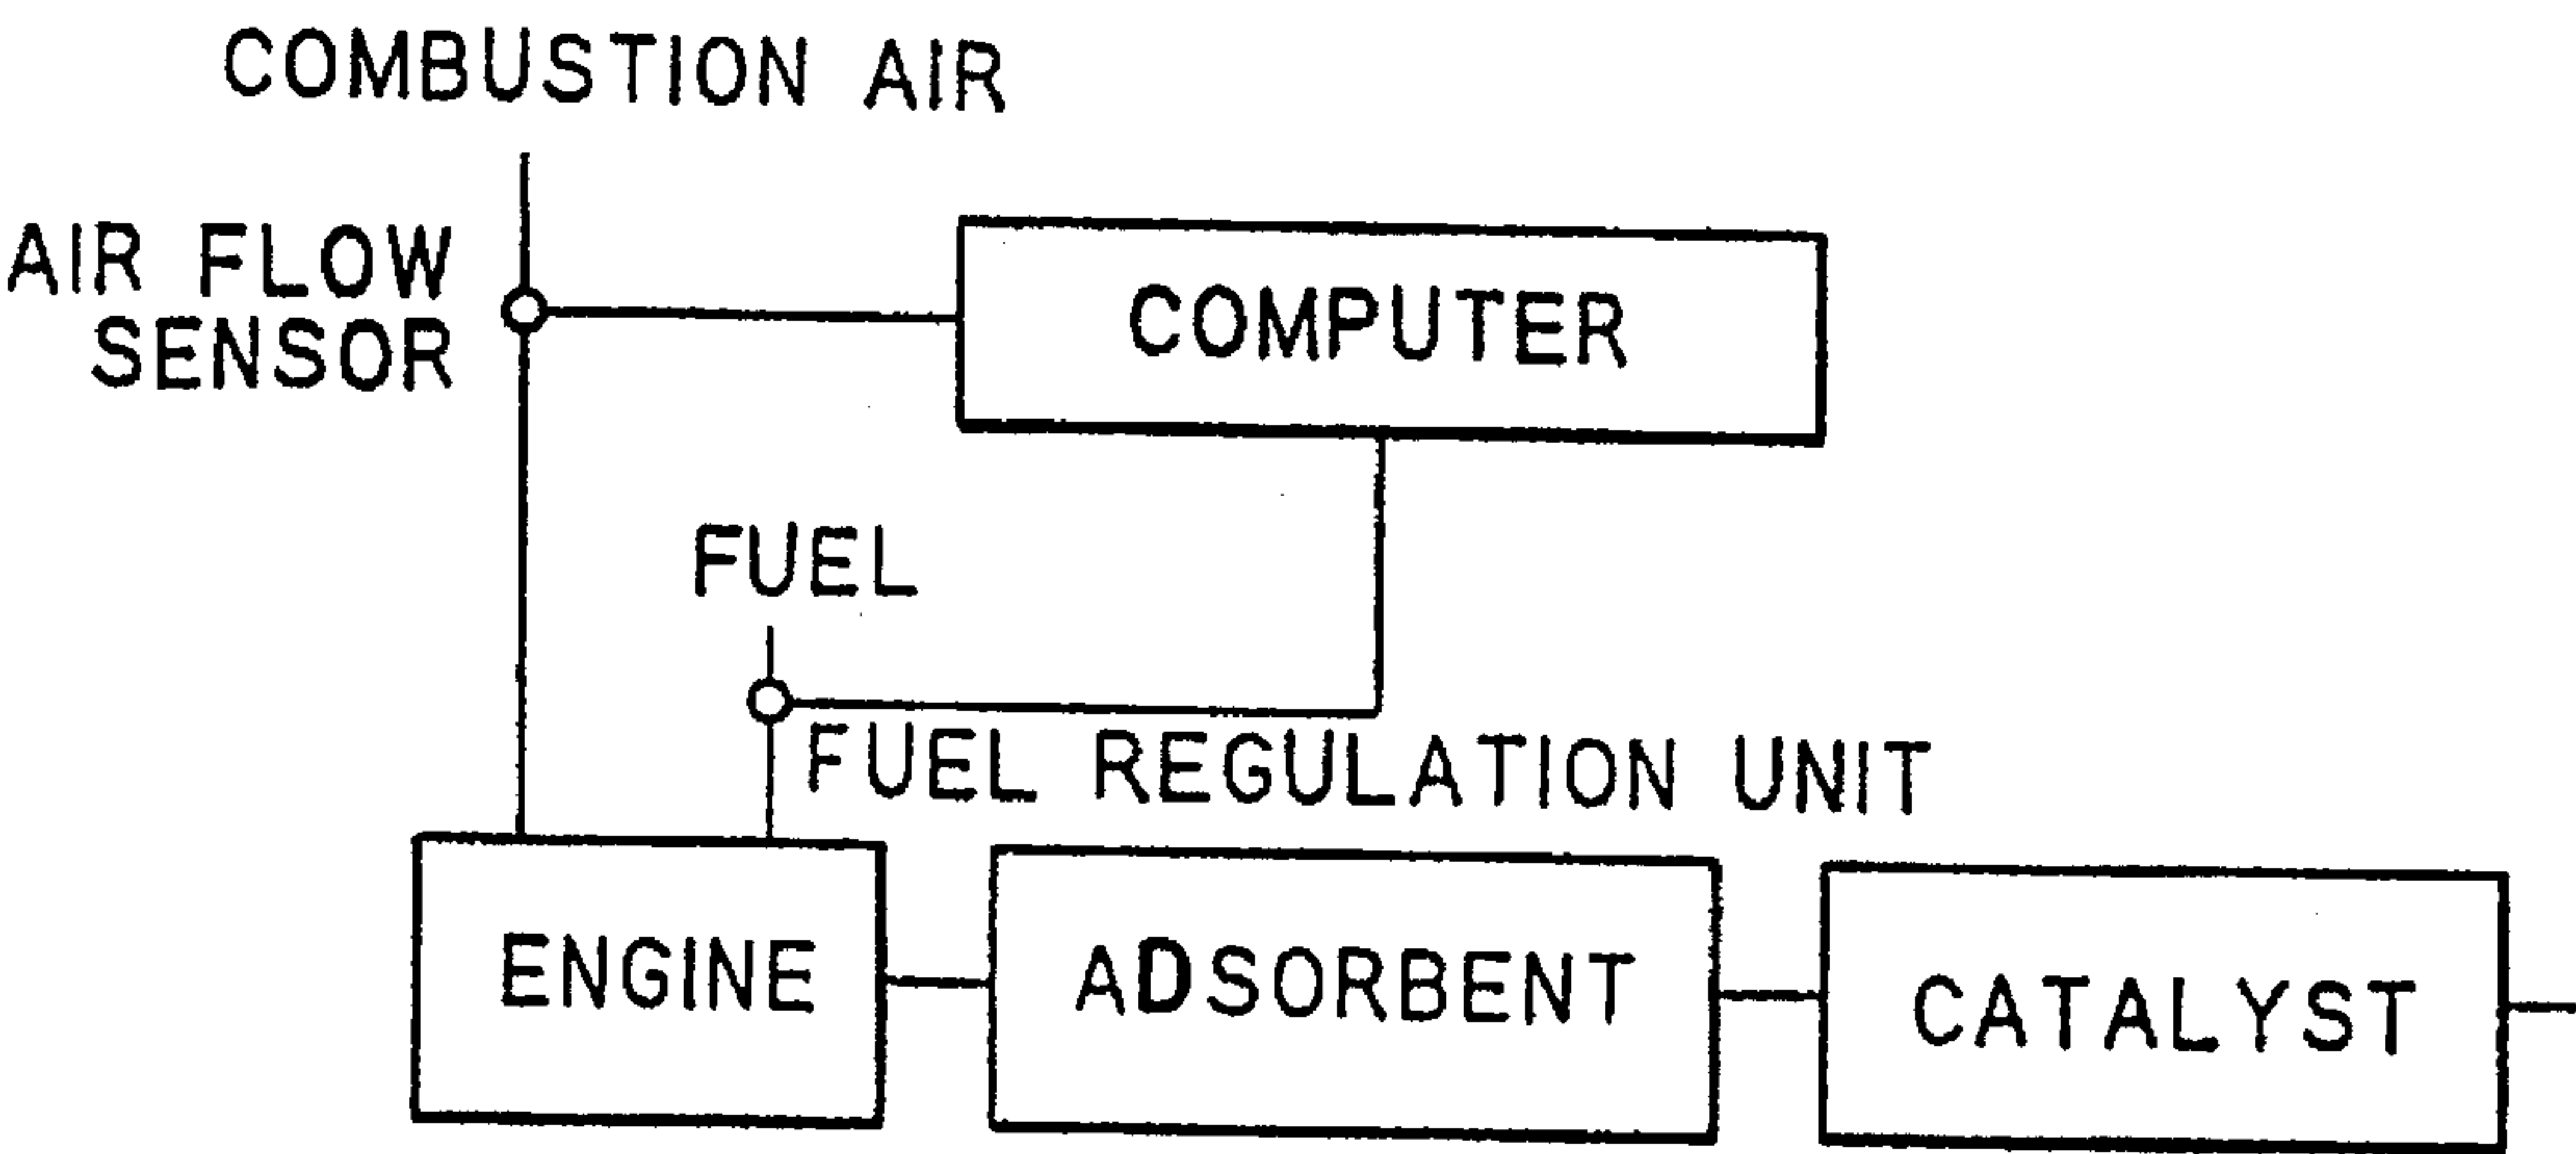 COMBUSTION AIR
AIR FLOW
SENSOR
COMPUTER
FUEL
FUEL REGULATION UNIT
ENGINE
ADSORBENT
CATALYST